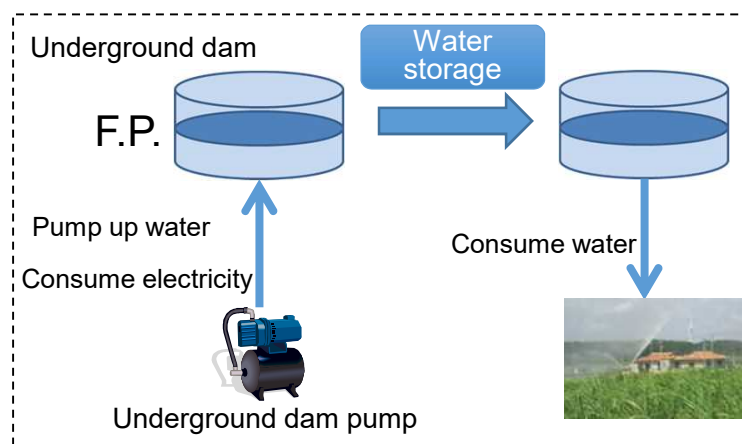 Underground dam
Water
storage
F.P.
Pump up water
Consume water
Consume electricity
Underground dam pump